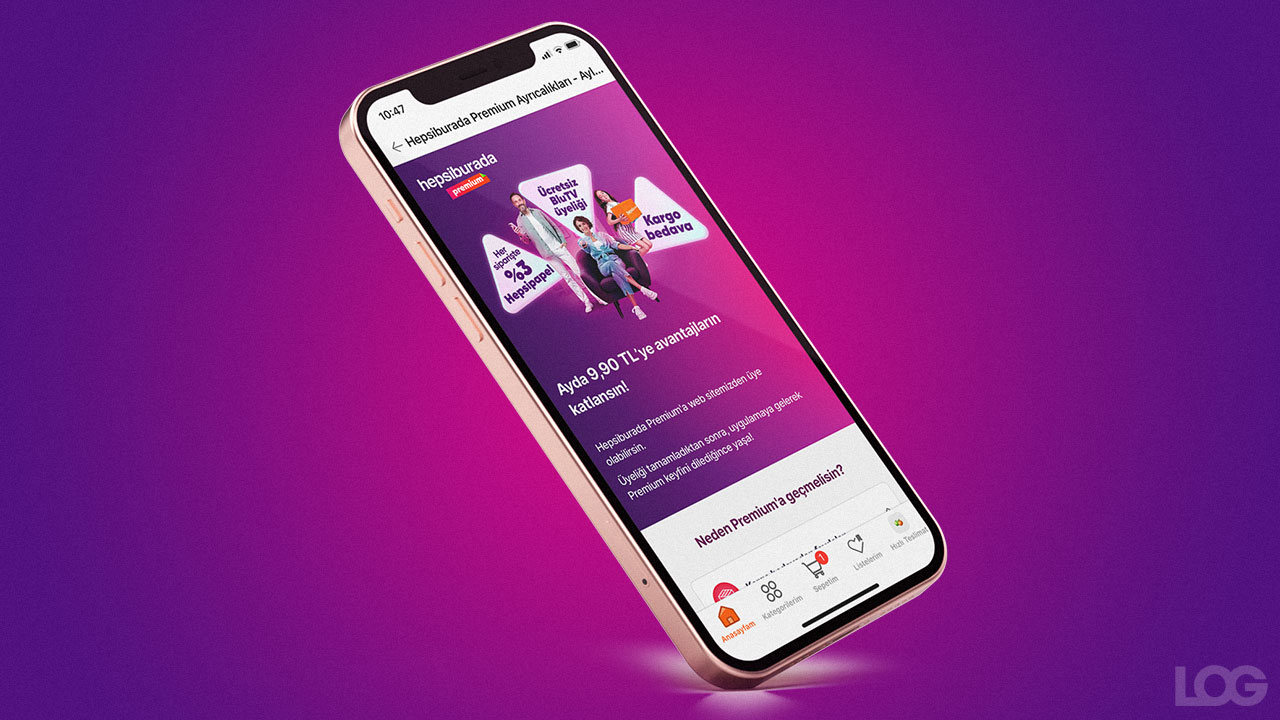 10:47
Hepsiburada Premium Ayrıcalıkları - Ayl...
hepsiburada
premium
Ücretsiz
BluTV
üyeliği
Kargo
bedava
Her
siparişte
%3
Hepsipapel
Ayda 9,90 TL'ye avantajların
katlansın!
Hepsiburada Premium'a web sitemizden üye
olabilirsin.
Üyeliği tamamladıktan sonra, uygulamaya gelerek
Premium keyfini dilediğince yaşa!
Neden Premium'a geçmelisin?
1
Anasayfam
Kategorilerim
Sepetim
Listelerim
Hızlı Teslimat
LOG